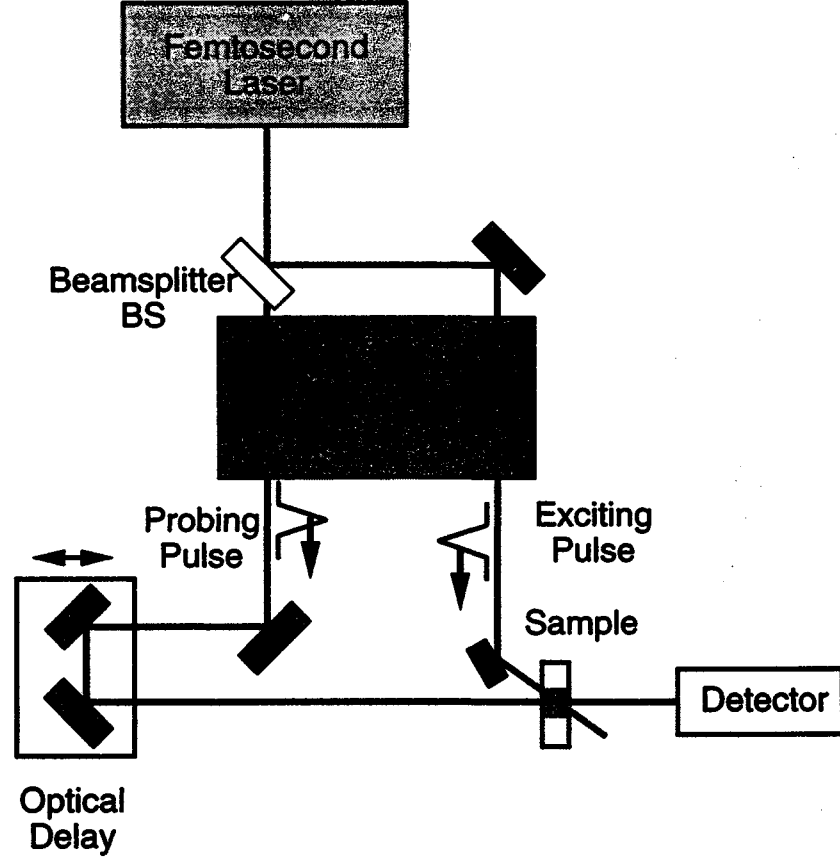 Femtosecond
Laser
Beamsplitter
BS
Probing
Pulse
Exciting
Pulse
Sample
Detector
Optical
Delay